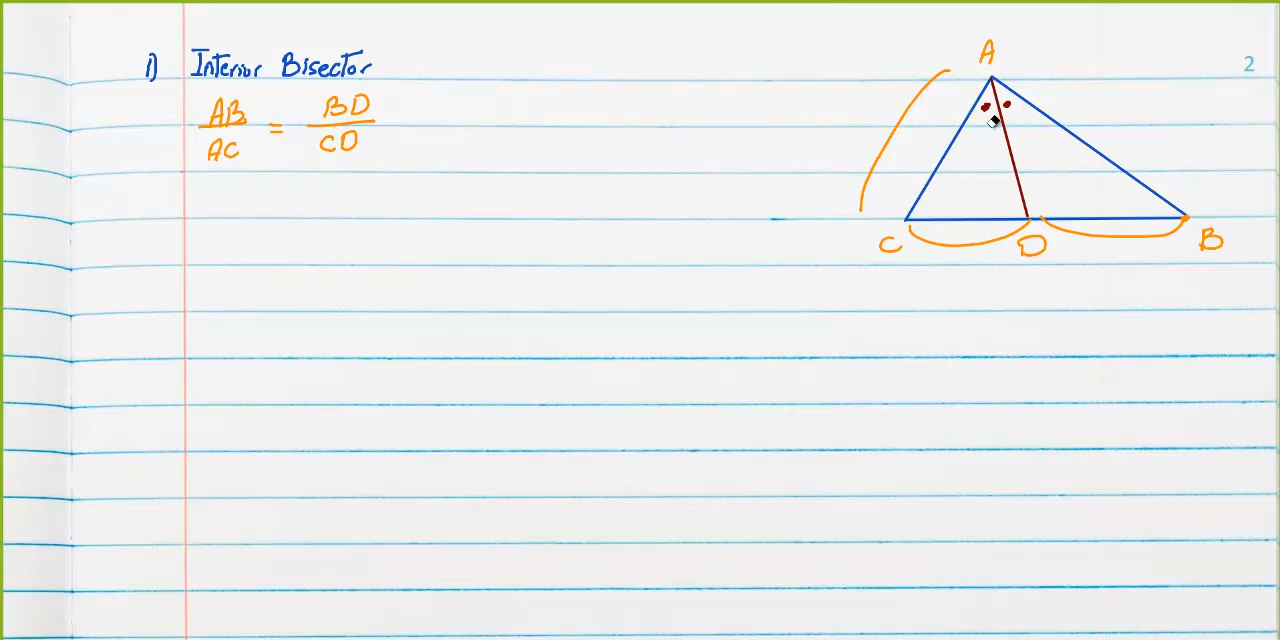 1) Interior Bisector
AB/AC = BD/CD
A
2
C D B